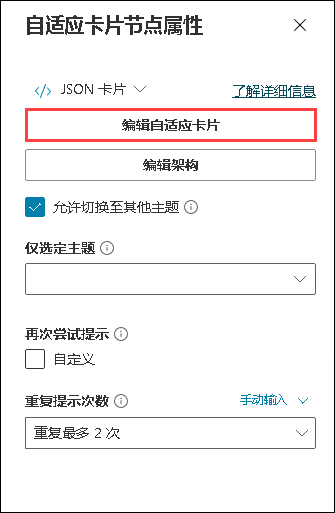 自适应卡片节点属性
JSON 卡片
了解详细信息
编辑自适应卡片
编辑架构
允许切换至其他主题
仅选定主题
再次尝试提示
自定义
重复提示次数
手动输入
重复最多 2 次